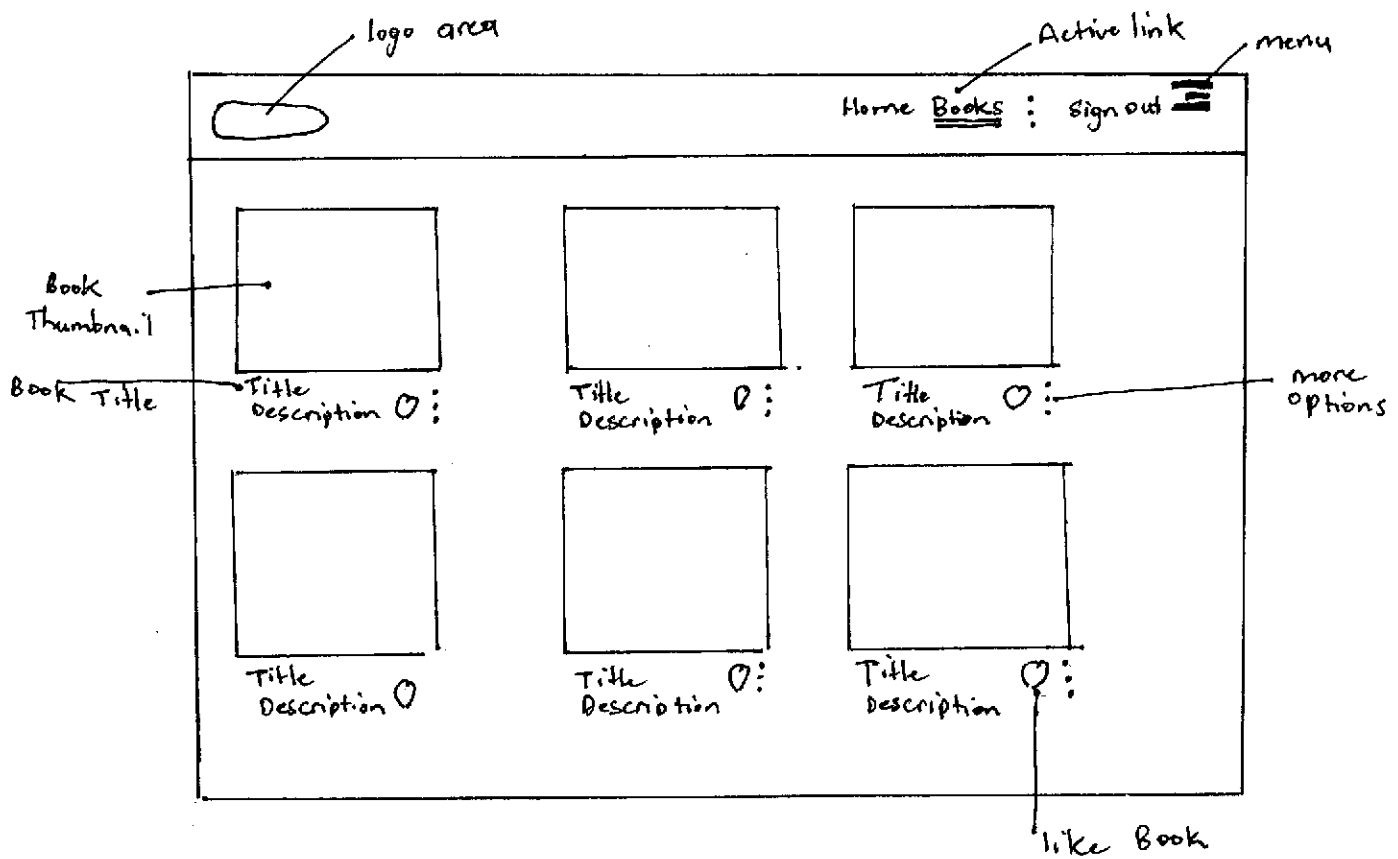 logo area
Active link
menu
Home Books : Sign out
Book
Thumbnail
Book Title
Title
Description
Title
Description
Title
Description
more
options
Title
Description
Title
Description
Title
Description
like Book